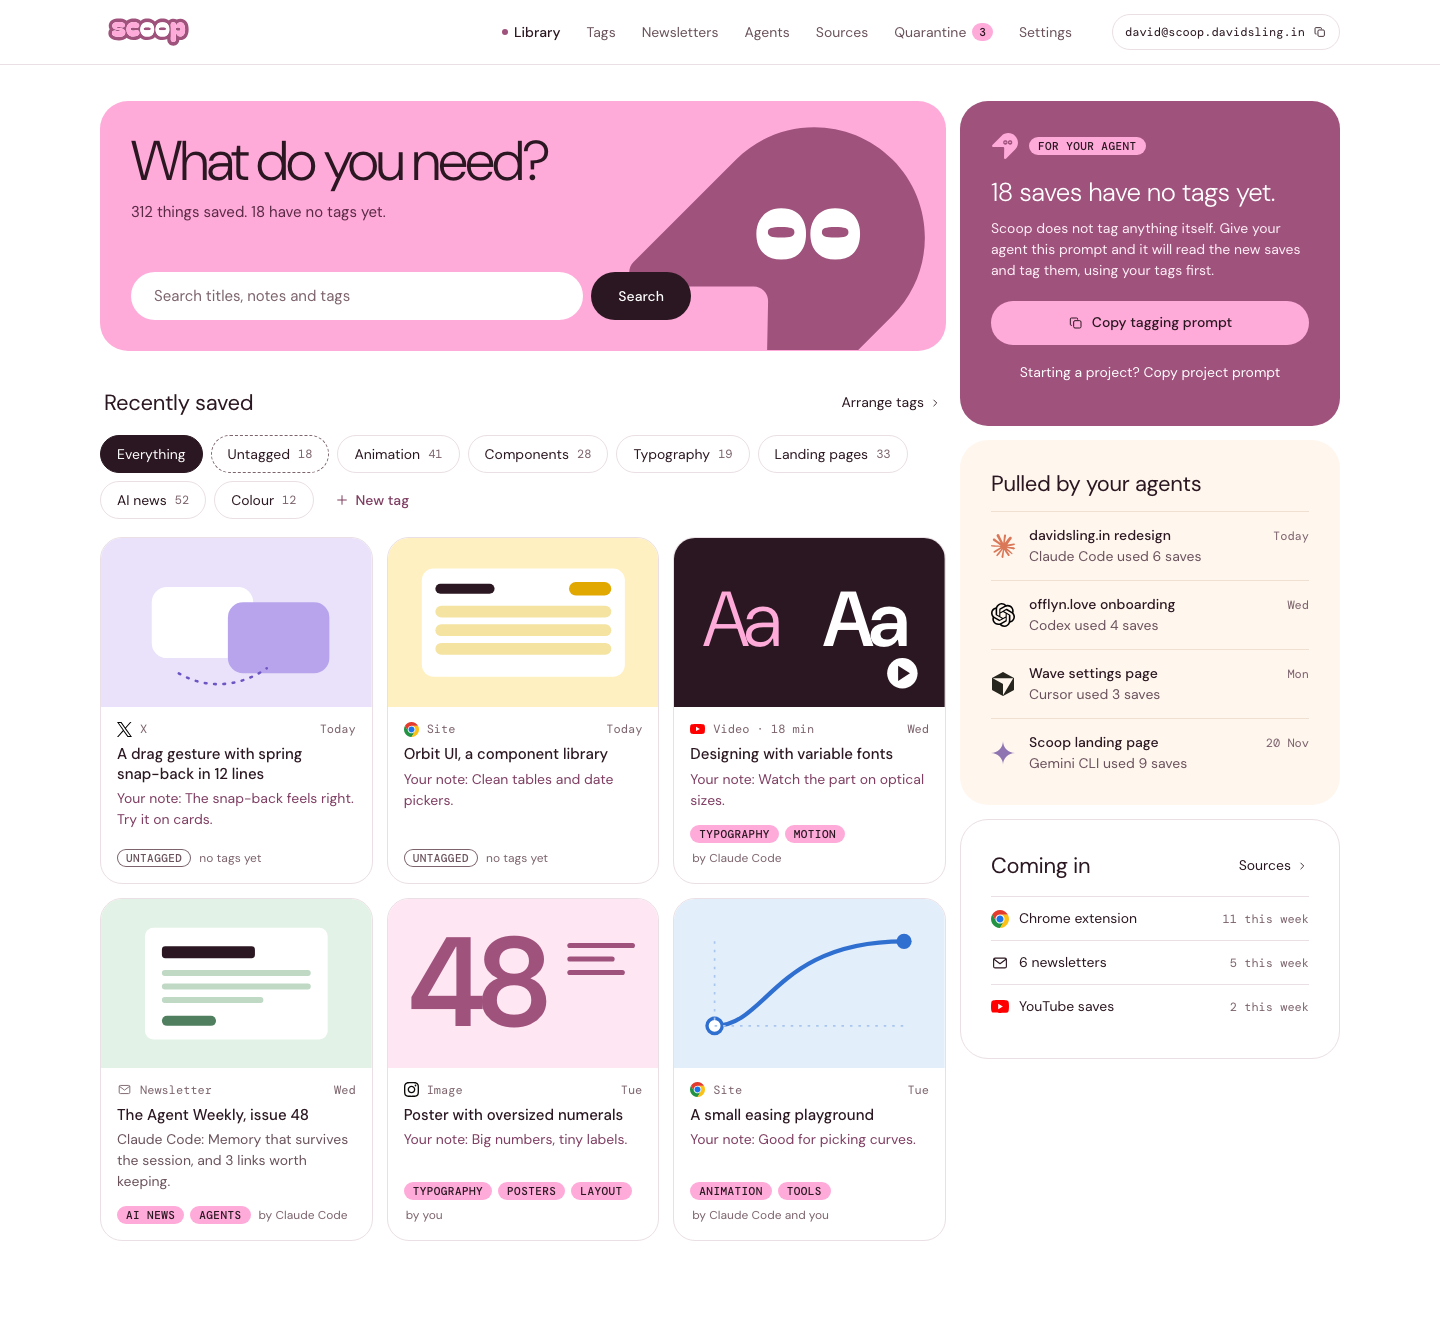 scoop
Library
Tags
Newsletters
Agents
Sources
Quarantine 3
Settings
david@scoop.davidsling.in
What do you need?
312 things saved. 18 have no tags yet.
Search titles, notes and tags
Search
FOR YOUR AGENT
18 saves have no tags yet.
Scoop does not tag anything itself. Give your
agent this prompt and it will read the new saves
and tag them, using your tags first.
Copy tagging prompt
Starting a project? Copy project prompt
Recently saved
Arrange tags
Everything
Untagged 18
Animation 41
Components 28
Typography 19
Landing pages 33
AI news 52
Colour 12
New tag
X Today
A drag gesture with spring
snap-back in 12 lines
Your note: The snap-back feels right.
Try it on cards.
UNTAGGED no tags yet
Site Today
Orbit UI, a component library
Your note: Clean tables and date
pickers.
UNTAGGED no tags yet
Aa Aa
Video · 18 min Wed
Designing with variable fonts
Your note: Watch the part on optical
sizes.
TYPOGRAPHY MOTION
by Claude Code
Newsletter Wed
The Agent Weekly, issue 48
Claude Code: Memory that survives
the session, and 3 links worth
keeping.
AI NEWS AGENTS by Claude Code
48
Image Tue
Poster with oversized numerals
Your note: Big numbers, tiny labels.
TYPOGRAPHY POSTERS LAYOUT
by you
Site Tue
A small easing playground
Your note: Good for picking curves.
ANIMATION TOOLS
by Claude Code and you
Pulled by your agents
davidsling.in redesign Today
Claude Code used 6 saves
offlyn.love onboarding Wed
Codex used 4 saves
Wave settings page Mon
Cursor used 3 saves
Scoop landing page 20 Nov
Gemini CLI used 9 saves
Coming in
Sources
Chrome extension 11 this week
6 newsletters 5 this week
YouTube saves 2 this week